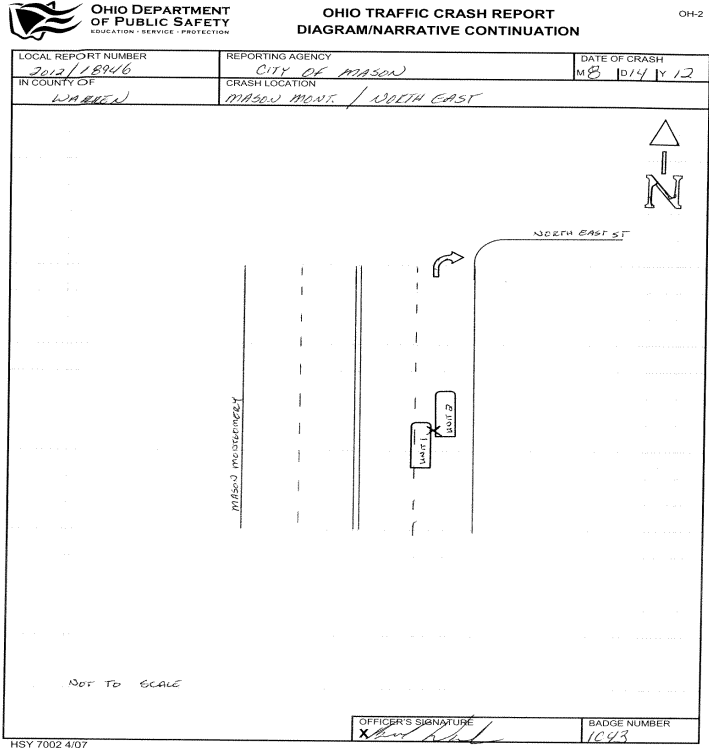 OHIO DEPARTMENT
OF PUBLIC SAFETY
EDUCATION - SERVICE - PROTECTION
OHIO TRAFFIC CRASH REPORT
DIAGRAM/NARRATIVE CONTINUATION
OH-2
LOCAL REPORT NUMBER
2012/18946
REPORTING AGENCY
CITY OF MASON
DATE OF CRASH
M 8 D 14 Y 12
IN COUNTY OF
WARREN
CRASH LOCATION
MASON MONT. / NORTH EAST
N
NORTH EAST ST
MASON MONTGOMERY
UNIT 1
UNIT 2
NOT TO SCALE
OFFICER'S SIGNATURE
X
BADGE NUMBER
1C43
HSY 7002 4/07